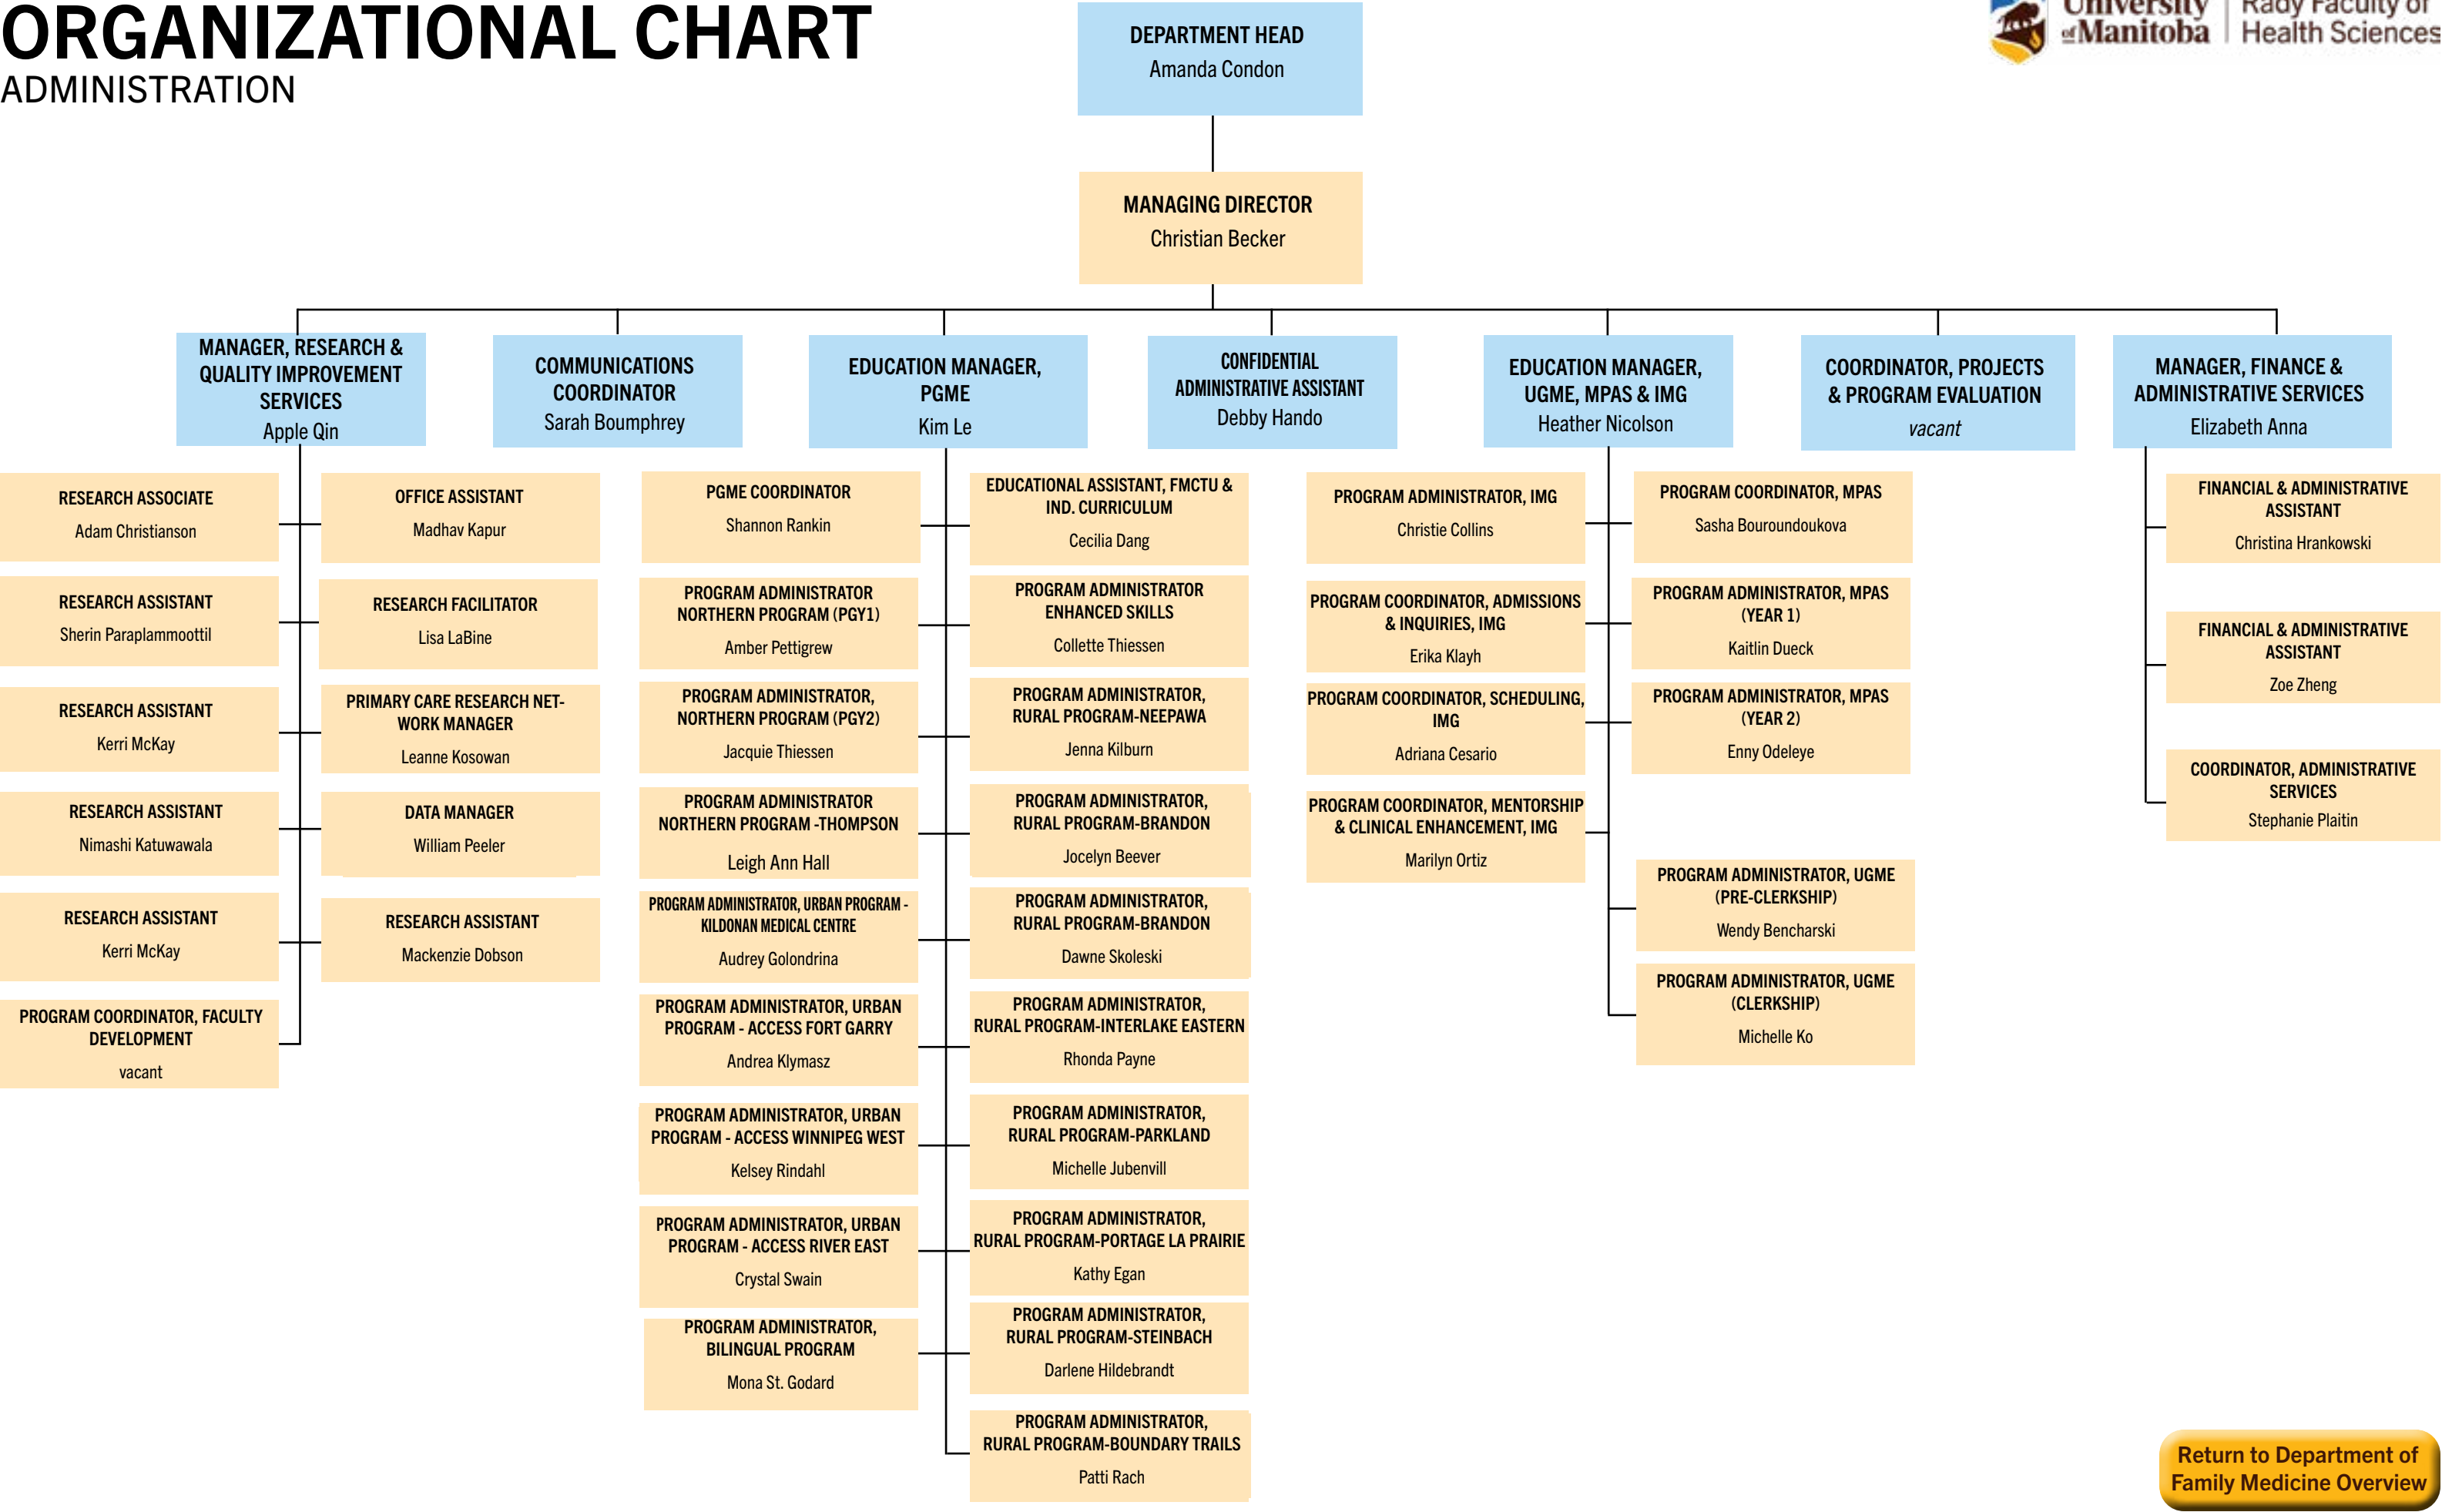 ORGANIZATIONAL CHART
ADMINISTRATION
University
of Manitoba
Rady Faculty of
Health Sciences
DEPARTMENT HEAD
Amanda Condon
MANAGING DIRECTOR
Christian Becker
MANAGER, RESEARCH &
QUALITY IMPROVEMENT
SERVICES
Apple Qin
COMMUNICATIONS
COORDINATOR
Sarah Boumphrey
EDUCATION MANAGER,
PGME
Kim Le
CONFIDENTIAL
ADMINISTRATIVE ASSISTANT
Debby Hando
EDUCATION MANAGER,
UGME, MPAS & IMG
Heather Nicolson
COORDINATOR, PROJECTS
& PROGRAM EVALUATION
vacant
MANAGER, FINANCE &
ADMINISTRATIVE SERVICES
Elizabeth Anna
RESEARCH ASSOCIATE
Adam Christianson
RESEARCH ASSISTANT
Sherin Paraplammoottil
RESEARCH ASSISTANT
Kerri McKay
RESEARCH ASSISTANT
Nimashi Katuwawala
RESEARCH ASSISTANT
Kerri McKay
PROGRAM COORDINATOR, FACULTY
DEVELOPMENT
vacant
OFFICE ASSISTANT
Madhav Kapur
RESEARCH FACILITATOR
Lisa LaBine
PRIMARY CARE RESEARCH NET-
WORK MANAGER
Leanne Kosowan
DATA MANAGER
William Peeler
RESEARCH ASSISTANT
Mackenzie Dobson
PGME COORDINATOR
Shannon Rankin
PROGRAM ADMINISTRATOR
NORTHERN PROGRAM (PGY1)
Amber Pettigrew
PROGRAM ADMINISTRATOR,
NORTHERN PROGRAM (PGY2)
Jacquie Thiessen
PROGRAM ADMINISTRATOR
NORTHERN PROGRAM -THOMPSON
Leigh Ann Hall
PROGRAM ADMINISTRATOR, URBAN PROGRAM -
KILDONAN MEDICAL CENTRE
Audrey Golondrina
PROGRAM ADMINISTRATOR, URBAN
PROGRAM - ACCESS FORT GARRY
Andrea Klymasz
PROGRAM ADMINISTRATOR, URBAN
PROGRAM - ACCESS WINNIPEG WEST
Kelsey Rindahl
PROGRAM ADMINISTRATOR, URBAN
PROGRAM - ACCESS RIVER EAST
Crystal Swain
PROGRAM ADMINISTRATOR,
BILINGUAL PROGRAM
Mona St. Godard
EDUCATIONAL ASSISTANT, FMCTU &
IND. CURRICULUM
Cecilia Dang
PROGRAM ADMINISTRATOR
ENHANCED SKILLS
Collette Thiessen
PROGRAM ADMINISTRATOR,
RURAL PROGRAM-NEEPAWA
Jenna Kilburn
PROGRAM ADMINISTRATOR,
RURAL PROGRAM-BRANDON
Jocelyn Beever
PROGRAM ADMINISTRATOR,
RURAL PROGRAM-BRANDON
Dawne Skoleski
PROGRAM ADMINISTRATOR,
RURAL PROGRAM-INTERLAKE EASTERN
Rhonda Payne
PROGRAM ADMINISTRATOR,
RURAL PROGRAM-PARKLAND
Michelle Jubenvill
PROGRAM ADMINISTRATOR,
RURAL PROGRAM-PORTAGE LA PRAIRIE
Kathy Egan
PROGRAM ADMINISTRATOR,
RURAL PROGRAM-STEINBACH
Darlene Hildebrandt
PROGRAM ADMINISTRATOR,
RURAL PROGRAM-BOUNDARY TRAILS
Patti Rach
PROGRAM ADMINISTRATOR, IMG
Christie Collins
PROGRAM COORDINATOR, ADMISSIONS
& INQUIRIES, IMG
Erika Klayh
PROGRAM COORDINATOR, SCHEDULING,
IMG
Adriana Cesario
PROGRAM COORDINATOR, MENTORSHIP
& CLINICAL ENHANCEMENT, IMG
Marilyn Ortiz
PROGRAM COORDINATOR, MPAS
Sasha Bouroundoukova
PROGRAM ADMINISTRATOR, MPAS
(YEAR 1)
Kaitlin Dueck
PROGRAM ADMINISTRATOR, MPAS
(YEAR 2)
Enny Odeleye
PROGRAM ADMINISTRATOR, UGME
(PRE-CLERKSHIP)
Wendy Bencharski
PROGRAM ADMINISTRATOR, UGME
(CLERKSHIP)
Michelle Ko
FINANCIAL & ADMINISTRATIVE
ASSISTANT
Christina Hrankowski
FINANCIAL & ADMINISTRATIVE
ASSISTANT
Zoe Zheng
COORDINATOR, ADMINISTRATIVE
SERVICES
Stephanie Plaitin
Return to Department of
Family Medicine Overview